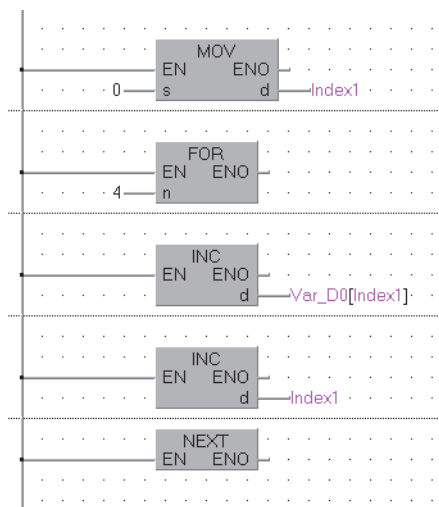 MOV
EN ENO
0 s d Index1
FOR
EN ENO
4 n
INC
EN ENO
d Var_D0[Index1]
INC
EN ENO
d Index1
NEXT
EN ENO